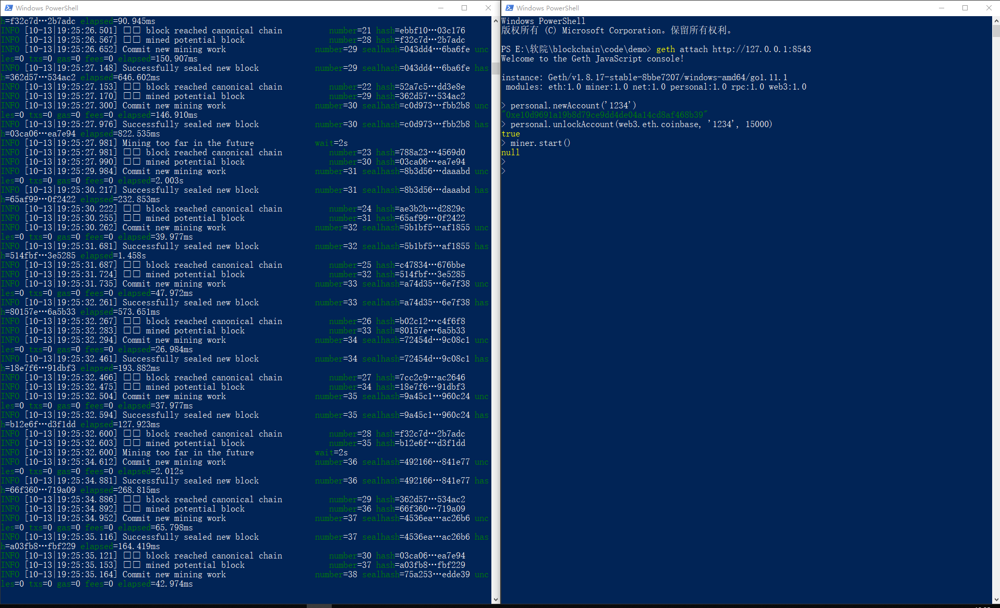 Windows PowerShell
h=f32c7d…2b7adc elapsed=90.945ms
INFO [10-13|19:25:26.501] □□ block reached canonical chain number=21 hash=ebbf10…03c176
INFO [10-13|19:25:26.567] □□ mined potential block number=28 hash=f32c7d…2b7adc
INFO [10-13|19:25:26.652] Commit new mining work number=29 sealhash=043dd4…6ba6fe unc
les=0 txs=0 gas=0 fees=0 elapsed=150.907ms
INFO [10-13|19:25:27.148] Successfully sealed new block number=29 sealhash=043dd4…6ba6fe has
h=362d57…534ac2 elapsed=646.602ms
INFO [10-13|19:25:27.153] □□ block reached canonical chain number=22 hash=52a7c5…dd3e8e
INFO [10-13|19:25:27.170] □□ mined potential block number=29 hash=362d57…534ac2
INFO [10-13|19:25:27.300] Commit new mining work number=30 sealhash=c0d973…fbb2b8 unc
les=0 txs=0 gas=0 fees=0 elapsed=146.910ms
INFO [10-13|19:25:27.976] Successfully sealed new block number=30 sealhash=c0d973…fbb2b8 has
h=03ca06…ea7e94 elapsed=822.535ms
INFO [10-13|19:25:27.981] Mining too far in the future wait=2s
INFO [10-13|19:25:27.981] □□ block reached canonical chain number=23 hash=788a23…4569d0
INFO [10-13|19:25:27.990] □□ mined potential block number=30 hash=03ca06…ea7e94
INFO [10-13|19:25:29.984] Commit new mining work number=31 sealhash=8b3d56…daaabd unc
les=0 txs=0 gas=0 fees=0 elapsed=2.003s
INFO [10-13|19:25:30.217] Successfully sealed new block number=31 sealhash=8b3d56…daaabd has
h=65af99…0f2422 elapsed=232.853ms
INFO [10-13|19:25:30.222] □□ block reached canonical chain number=24 hash=ae3b2b…d2829c
INFO [10-13|19:25:30.255] □□ mined potential block number=31 hash=65af99…0f2422
INFO [10-13|19:25:30.262] Commit new mining work number=32 sealhash=5b1bf5…af1855 unc
les=0 txs=0 gas=0 fees=0 elapsed=39.977ms
INFO [10-13|19:25:31.681] Successfully sealed new block number=32 sealhash=5b1bf5…af1855 has
h=514fbf…3e5285 elapsed=1.458s
INFO [10-13|19:25:31.687] □□ block reached canonical chain number=25 hash=c47834…676bbe
INFO [10-13|19:25:31.724] □□ mined potential block number=32 hash=514fbf…3e5285
INFO [10-13|19:25:31.735] Commit new mining work number=33 sealhash=a74d35…6e7f38 unc
les=0 txs=0 gas=0 fees=0 elapsed=47.972ms
INFO [10-13|19:25:32.261] Successfully sealed new block number=33 sealhash=a74d35…6e7f38 has
h=80157e…6a5b33 elapsed=573.651ms
INFO [10-13|19:25:32.267] □□ block reached canonical chain number=26 hash=b02c12…c4f6f8
INFO [10-13|19:25:32.283] □□ mined potential block number=33 hash=80157e…6a5b33
INFO [10-13|19:25:32.294] Commit new mining work number=34 sealhash=72454d…9c08c1 unc
les=0 txs=0 gas=0 fees=0 elapsed=26.984ms
INFO [10-13|19:25:32.461] Successfully sealed new block number=34 sealhash=72454d…9c08c1 has
h=18e7f6…91dbf3 elapsed=193.882ms
INFO [10-13|19:25:32.466] □□ block reached canonical chain number=27 hash=7cc2c9…ac2646
INFO [10-13|19:25:32.475] □□ mined potential block number=34 hash=18e7f6…91dbf3
INFO [10-13|19:25:32.504] Commit new mining work number=35 sealhash=9a45c1…960c24 unc
les=0 txs=0 gas=0 fees=0 elapsed=37.977ms
INFO [10-13|19:25:32.594] Successfully sealed new block number=35 sealhash=9a45c1…960c24 has
h=b12e6f…d3f1dd elapsed=127.923ms
INFO [10-13|19:25:32.600] □□ block reached canonical chain number=28 hash=f32c7d…2b7adc
INFO [10-13|19:25:32.603] □□ mined potential block number=35 hash=b12e6f…d3f1dd
INFO [10-13|19:25:32.600] Mining too far in the future wait=2s
INFO [10-13|19:25:34.612] Commit new mining work number=36 sealhash=492166…841e77 unc
les=0 txs=0 gas=0 fees=0 elapsed=2.012s
INFO [10-13|19:25:34.881] Successfully sealed new block number=36 sealhash=492166…841e77 has
h=66f360…719a09 elapsed=268.815ms
INFO [10-13|19:25:34.886] □□ block reached canonical chain number=29 hash=362d57…534ac2
INFO [10-13|19:25:34.892] □□ mined potential block number=36 hash=66f360…719a09
INFO [10-13|19:25:34.952] Commit new mining work number=37 sealhash=4536ea…ac26b6 unc
les=0 txs=0 gas=0 fees=0 elapsed=65.798ms
INFO [10-13|19:25:35.116] Successfully sealed new block number=37 sealhash=4536ea…ac26b6 has
h=a03fb8…fbf229 elapsed=164.419ms
INFO [10-13|19:25:35.121] □□ block reached canonical chain number=30 hash=03ca06…ea7e94
INFO [10-13|19:25:35.153] □□ mined potential block number=37 hash=a03fb8…fbf229
INFO [10-13|19:25:35.164] Commit new mining work number=38 sealhash=75a253…edde39 unc
les=0 txs=0 gas=0 fees=0 elapsed=42.974ms
Windows PowerShell
Windows PowerShell
版权所有 (C) Microsoft Corporation。保留所有权利。
PS E:\软院\blockchain\code\demo> geth attach http://127.0.0.1:8543
Welcome to the Geth JavaScript console!
instance: Geth/v1.8.17-stable-8bbe7207/windows-amd64/go1.11.1
modules: eth:1.0 miner:1.0 net:1.0 personal:1.0 rpc:1.0 web3:1.0
> personal.newAccount('1234')
"0xe10d9691a19b8d79ce9dd4de04a14cd8af468b39"
> personal.unlockAccount(web3.eth.coinbase, '1234', 15000)
true
> miner.start()
null
>
>